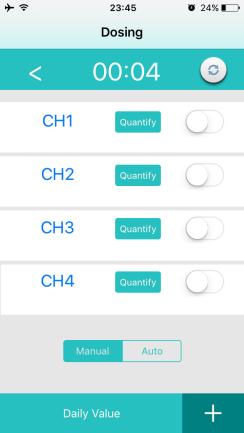 23:45 24%
Dosing
< 00:04
CH1 Quantify
CH2 Quantify
CH3 Quantify
CH4 Quantify
Manual Auto
Daily Value +